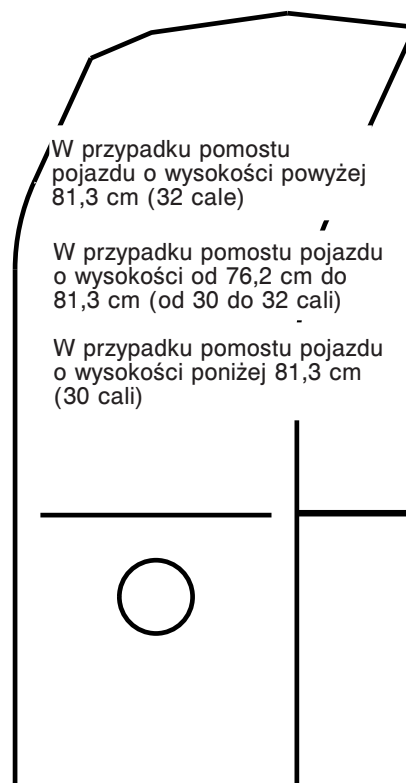 W przypadku pomostu
pojazdu o wysokości powyżej
81,3 cm (32 cale)
W przypadku pomostu pojazdu
o wysokości od 76,2 cm do
81,3 cm (od 30 do 32 cali)
W przypadku pomostu pojazdu
o wysokości poniżej 81,3 cm
(30 cali)